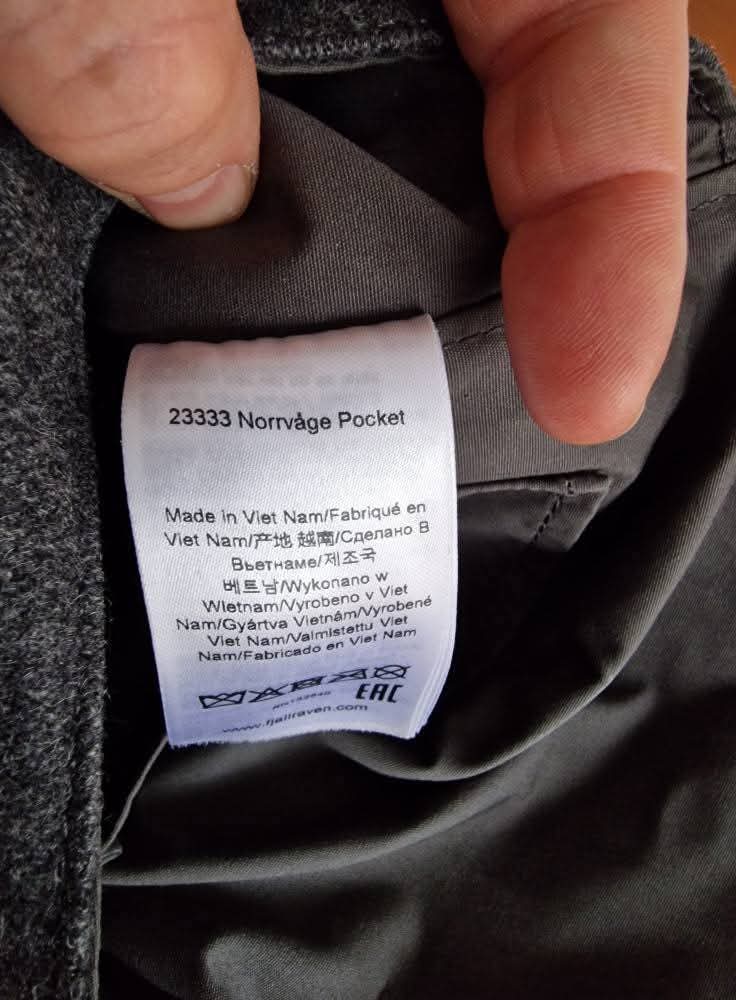 23333 Norrvåge Pocket
Made in Viet Nam/Fabriqué en
Viet Nam/产地 越南/Сделано В
Вьетнаме/제조국
베트남/Wykonano w
Wietnam/Vyrobeno v Viet
Nam/Gyártva Vietnám/Vyrobené
Viet Nam/Valmistettu Viet
Nam/Fabricado en Viet Nam
EAC
www.fjallraven.com